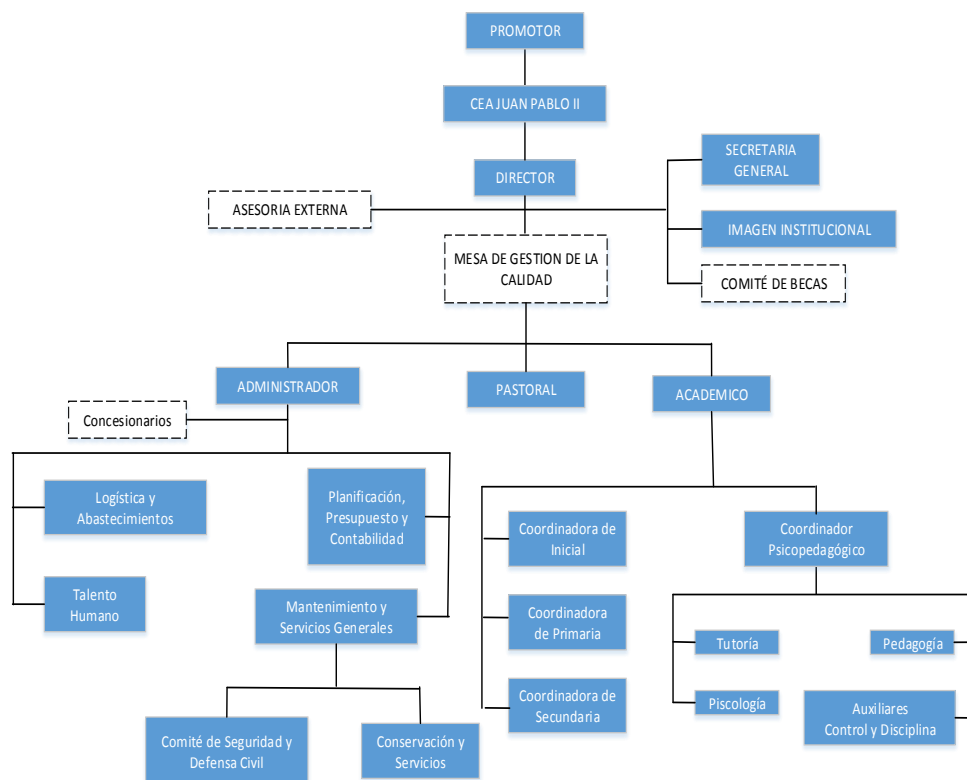 PROMOTOR
CEA JUAN PABLO II
DIRECTOR
SECRETARIA
GENERAL
ASESORIA EXTERNA
IMAGEN INSTITUCIONAL
MESA DE GESTION DE LA
CALIDAD
COMITÉ DE BECAS
ADMINISTRADOR
PASTORAL
ACADEMICO
Concesionarios
Logística y
Abastecimientos
Planificación,
Presupuesto y
Contabilidad
Coordinadora de
Inicial
Coordinador
Psicopedagógico
Talento
Humano
Mantenimiento y
Servicios Generales
Coordinadora
de Primaria
Tutoría
Pedagogía
Piscología
Coordinadora de
Secundaria
Auxiliares
Control y Disciplina
Comité de Seguridad y
Defensa Civil
Conservación y
Servicios